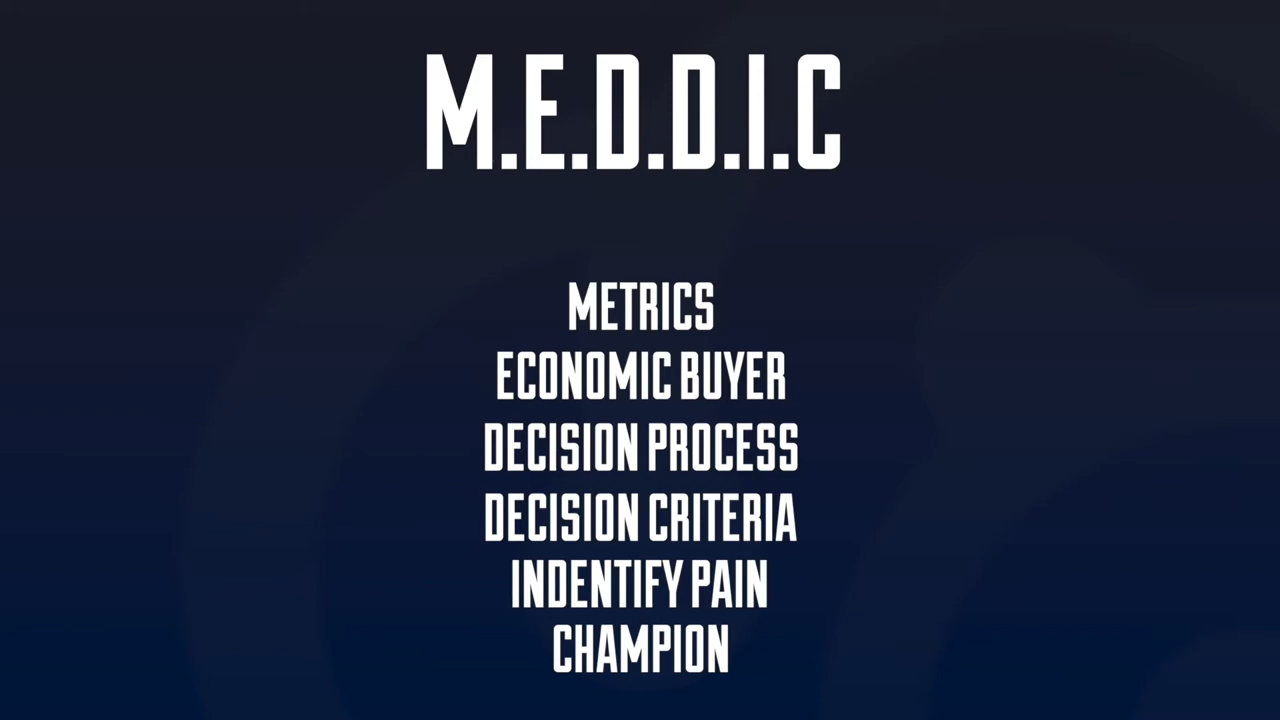 M.E.D.D.I.C
METRICS
ECONOMIC BUYER
DECISION PROCESS
DECISION CRITERIA
INDENTIFY PAIN
CHAMPION